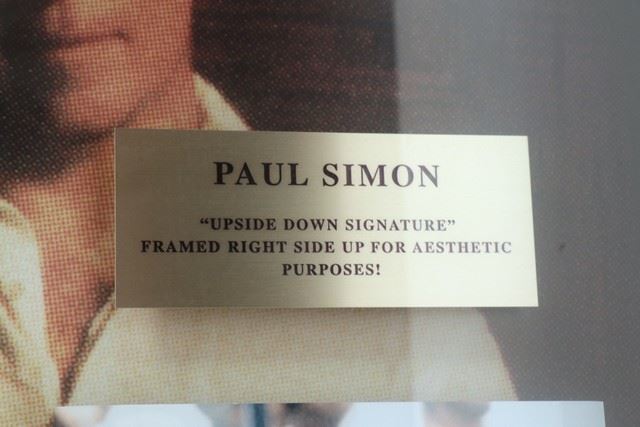 PAUL SIMON
“UPSIDE DOWN SIGNATURE”
FRAMED RIGHT SIDE UP FOR AESTHETIC
PURPOSES!